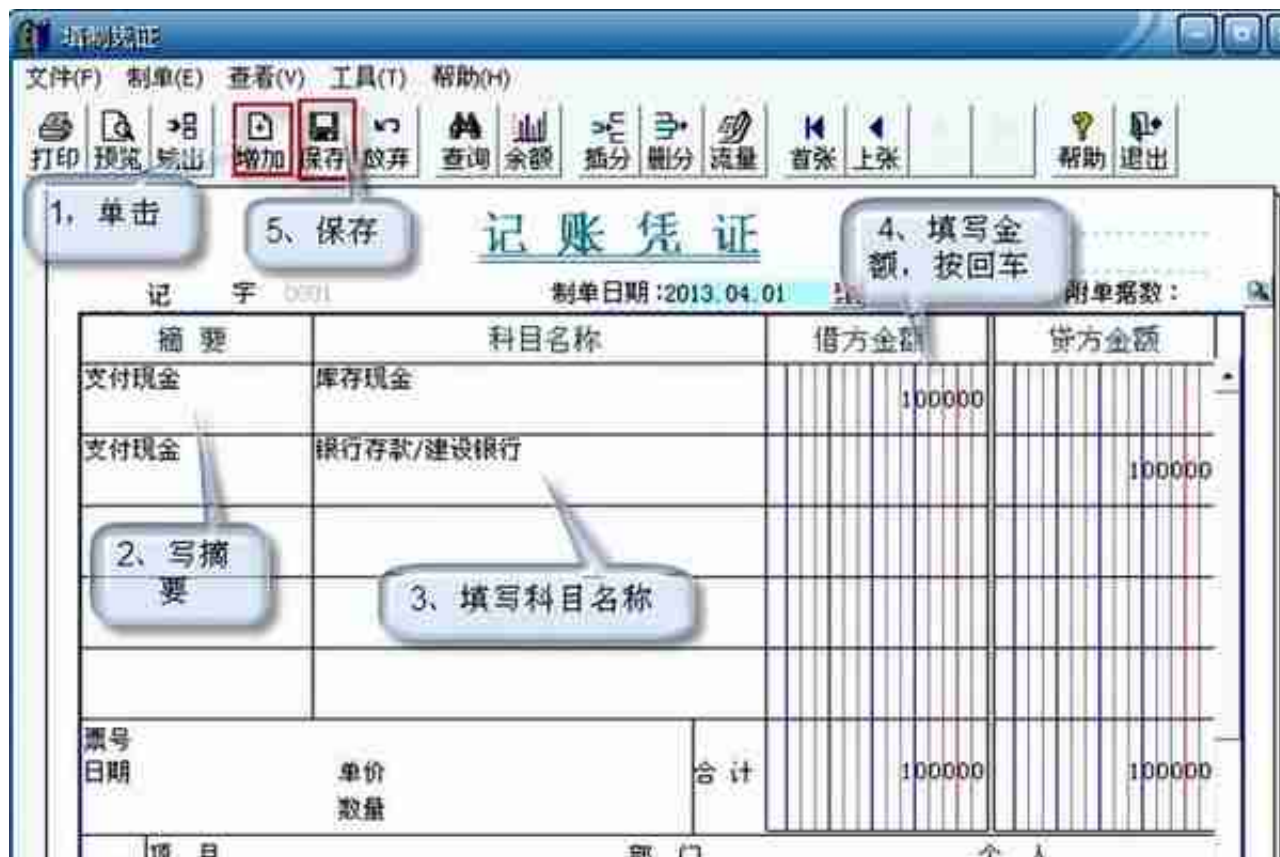 填制凭证
文件(F) 制单(E) 查看(V) 工具(T) 帮助(H)
打印 预览 输出 增加 保存 放弃 查询 余额 插分 删分 流量 首张 上张 帮助 退出
1，单击
5、保存
记 账 凭 证
4、填写金
额，按回车
记 字 0001 制单日期:2013.04.01 附单据数:
摘 要 科目名称 借方金额 贷方金额
支付现金 库存现金 100000
支付现金 银行存款/建设银行 100000
2、写摘
要
3、填写科目名称
票号
日期 单价 合 计 100000 100000
数量
项 目 部 门 个 人